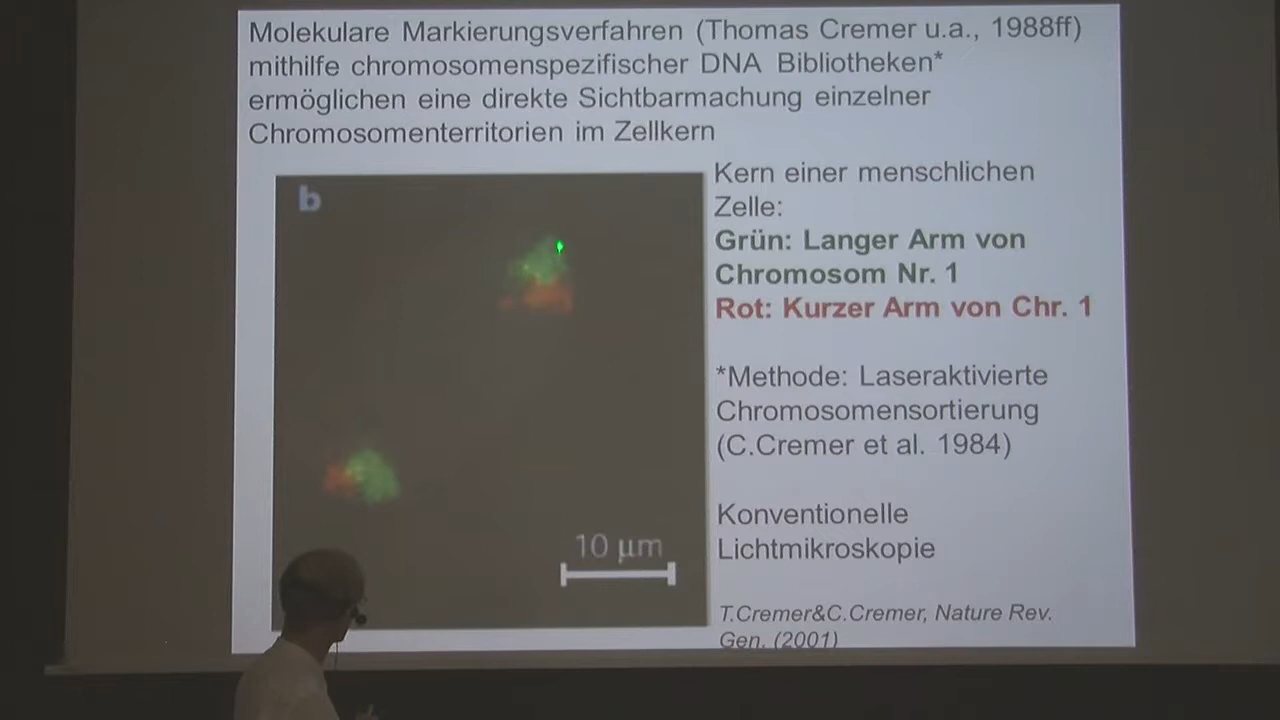 Molekulare Markierungsverfahren (Thomas Cremer u.a., 1988ff)
mithilfe chromosomenspezifischer DNA Bibliotheken*
ermöglichen eine direkte Sichtbarmachung einzelner
Chromosomenterritorien im Zellkern
b
10 µm
Kern einer menschlichen
Zelle:
Grün: Langer Arm von
Chromosom Nr. 1
Rot: Kurzer Arm von Chr. 1
*Methode: Laseraktivierte
Chromosomensortierung
(C.Cremer et al. 1984)
Konventionelle
Lichtmikroskopie
T.Cremer&C.Cremer, Nature Rev.
Gen. (2001)